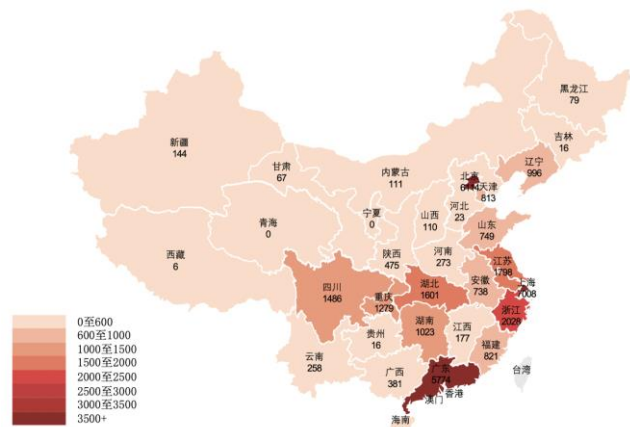 黑龙江
79
吉林
16
辽宁
996
新疆
144
甘肃
67
内蒙古
111
北京
6114
天津
813
河北
23
山西
110
宁夏
0
青海
0
山东
749
西藏
6
陕西
475
河南
273
江苏
1798
安徽
738
上海
7008
四川
1486
重庆
1279
湖北
1601
浙江
2028
湖南
1023
江西
177
贵州
16
福建
821
云南
258
广西
381
广东
5774
台湾
香港
澳门
海南
0至600
600至1000
1000至1500
1500至2000
2000至2500
2500至3000
3000至3500
3500+